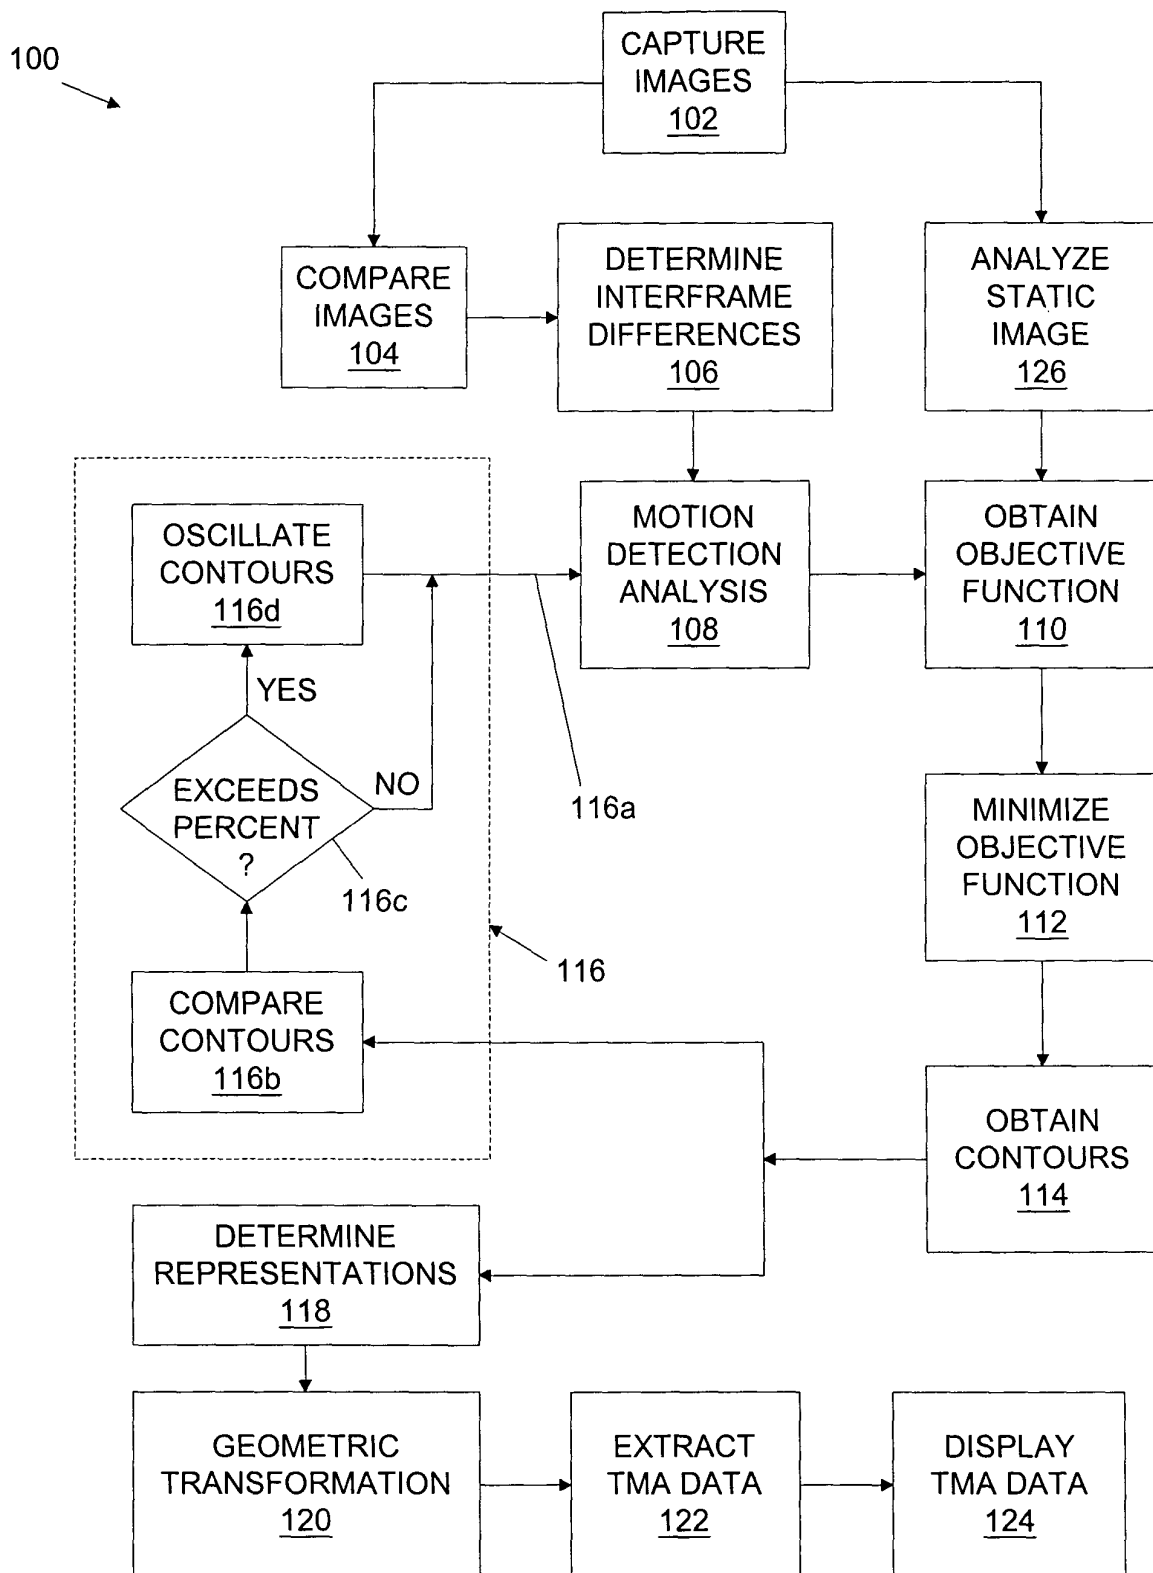 100
CAPTURE
IMAGES
102
COMPARE
IMAGES
104
DETERMINE
INTERFRAME
DIFFERENCES
106
ANALYZE
STATIC
IMAGE
126
OSCILLATE
CONTOURS
116d
MOTION
DETECTION
ANALYSIS
108
OBTAIN
OBJECTIVE
FUNCTION
110
YES
NO
EXCEEDS
PERCENT
?
116c
116a
MINIMIZE
OBJECTIVE
FUNCTION
112
116
COMPARE
CONTOURS
116b
OBTAIN
CONTOURS
114
DETERMINE
REPRESENTATIONS
118
GEOMETRIC
TRANSFORMATION
120
EXTRACT
TMA DATA
122
DISPLAY
TMA DATA
124